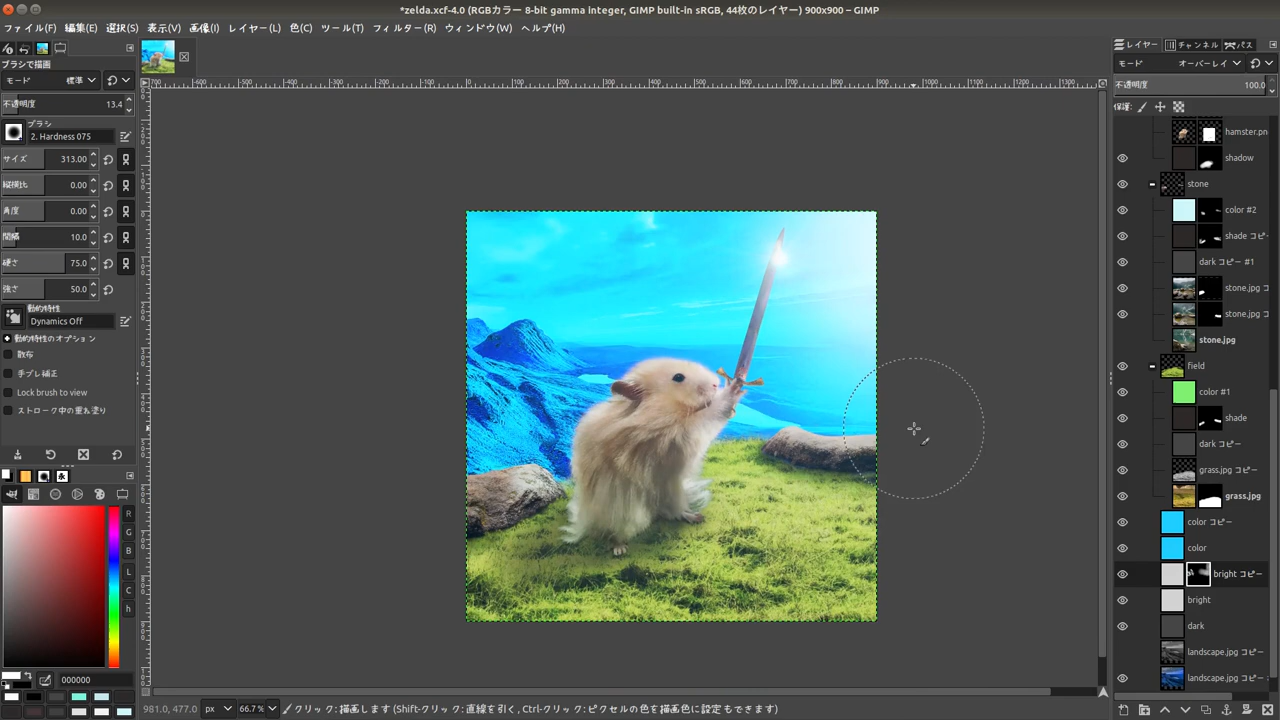 *zelda.xcf-4.0 (RGBカラー 8-bit gamma integer, GIMP built-in sRGB, 44枚のレイヤー) 900x900 – GIMP
ファイル(F) 編集(E) 選択(S) 表示(V) 画像(I) レイヤー(L) 色(C) ツール(T) フィルター(R) ウィンドウ(W) ヘルプ(H)
レイヤー チャンネル パス
ブラシで描画
モード 標準
モード オーバーレイ
不透明度 13.4
不透明度 100.0
保護:
ブラシ
2. Hardness 075
サイズ 313.00
縦横比 0.00
角度 0.00
間隔 10.0
硬さ 75.0
強さ 50.0
動的特性
Dynamics Off
動的特性のオプション
散布
手ブレ補正
Lock brush to view
ストローク中の重ね塗り
R
G
B
L
C
h
000000
hamster.pn
shadow
stone
color #2
shade コピ
dark コピー #1
stone.jpg コ
stone.jpg コ
stone.jpg
field
color #1
shade
dark コピー
grass.jpg コピー
grass.jpg
color コピー
color
bright コピー
bright
dark
landscape.jpg コピー
landscape.jpg コピー
981.0, 477.0 px 66.7% クリック: 描画します (Shift-クリック: 直線を引く, Ctrl-クリック: ピクセルの色を描画色に設定もできます)